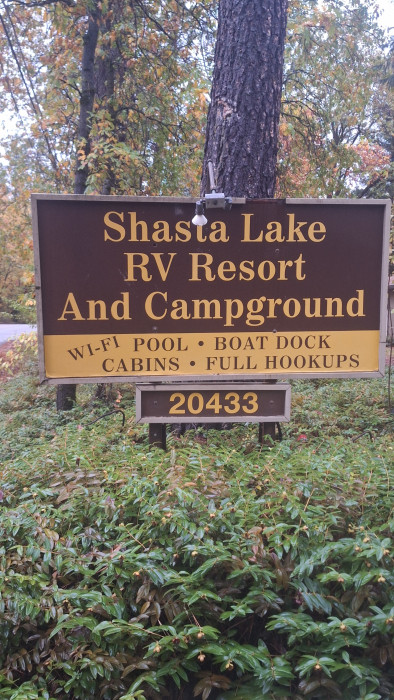 Shasta Lake
RV Resort
And Campground
WI-FI POOL • BOAT DOCK
CABINS • FULL HOOKUPS
20433